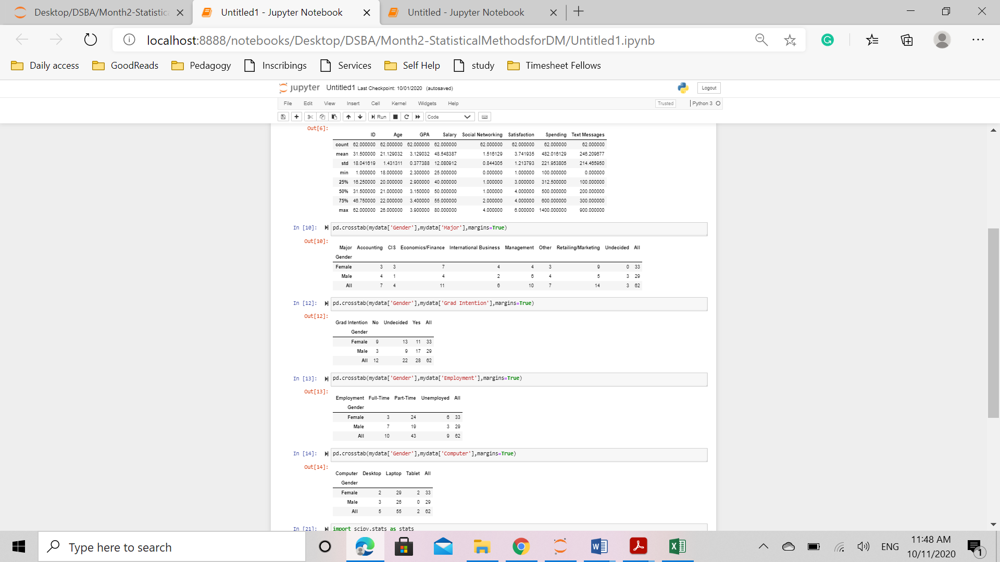 Desktop/DSBA/Month2-Statistic
Untitled1 - Jupyter Notebook
Untitled - Jupyter Notebook
localhost:8888/notebooks/Desktop/DSBA/Month2-StatisticalMethodsforDM/Untitled1.ipynb
Daily access GoodReads Pedagogy Inscribings Services Self Help study Timesheet Fellows
jupyter Untitled1 Last Checkpoint: 10/01/2020 (autosaved) Logout
File Edit View Insert Cell Kernel Widgets Help Trusted Python 3
Run Code
Out[6]:
ID Age GPA Salary Social Networking Satisfaction Spending Text Messages
count 62.000000 62.000000 62.000000 62.000000 62.000000 62.000000 62.000000 62.000000
mean 31.500000 21.129032 3.129032 48.548387 1.516129 3.741935 482.016129 246.209677
std 18.041619 1.431311 0.377388 12.080912 0.844305 1.213793 221.953805 214.465950
min 1.000000 18.000000 2.300000 25.000000 0.000000 1.000000 100.000000 0.000000
25% 16.250000 20.000000 2.900000 40.000000 1.000000 3.000000 312.500000 100.000000
50% 31.500000 21.000000 3.150000 50.000000 1.000000 4.000000 500.000000 200.000000
75% 46.750000 22.000000 3.400000 55.000000 2.000000 4.000000 600.000000 300.000000
max 62.000000 26.000000 3.900000 80.000000 4.000000 6.000000 1400.000000 900.000000
In [10]: pd.crosstab(mydata['Gender'],mydata['Major'],margins=True)
Out[10]:
Major Accounting CIS Economics/Finance International Business Management Other Retailing/Marketing Undecided All
Gender
Female 3 3 7 4 4 3 9 0 33
Male 4 1 4 2 6 4 5 3 29
All 7 4 11 6 10 7 14 3 62
In [12]: pd.crosstab(mydata['Gender'],mydata['Grad Intention'],margins=True)
Out[12]:
Grad Intention No Undecided Yes All
Gender
Female 9 13 11 33
Male 3 9 17 29
All 12 22 28 62
In [13]: pd.crosstab(mydata['Gender'],mydata['Employment'],margins=True)
Out[13]:
Employment Full-Time Part-Time Unemployed All
Gender
Female 3 24 6 33
Male 7 19 3 29
All 10 43 9 62
In [14]: pd.crosstab(mydata['Gender'],mydata['Computer'],margins=True)
Out[14]:
Computer Desktop Laptop Tablet All
Gender
Female 2 29 2 33
Male 3 26 0 29
All 5 55 2 62
In [21]: import scipy.stats as stats
Type here to search
ENG
11:48 AM
10/11/2020
1